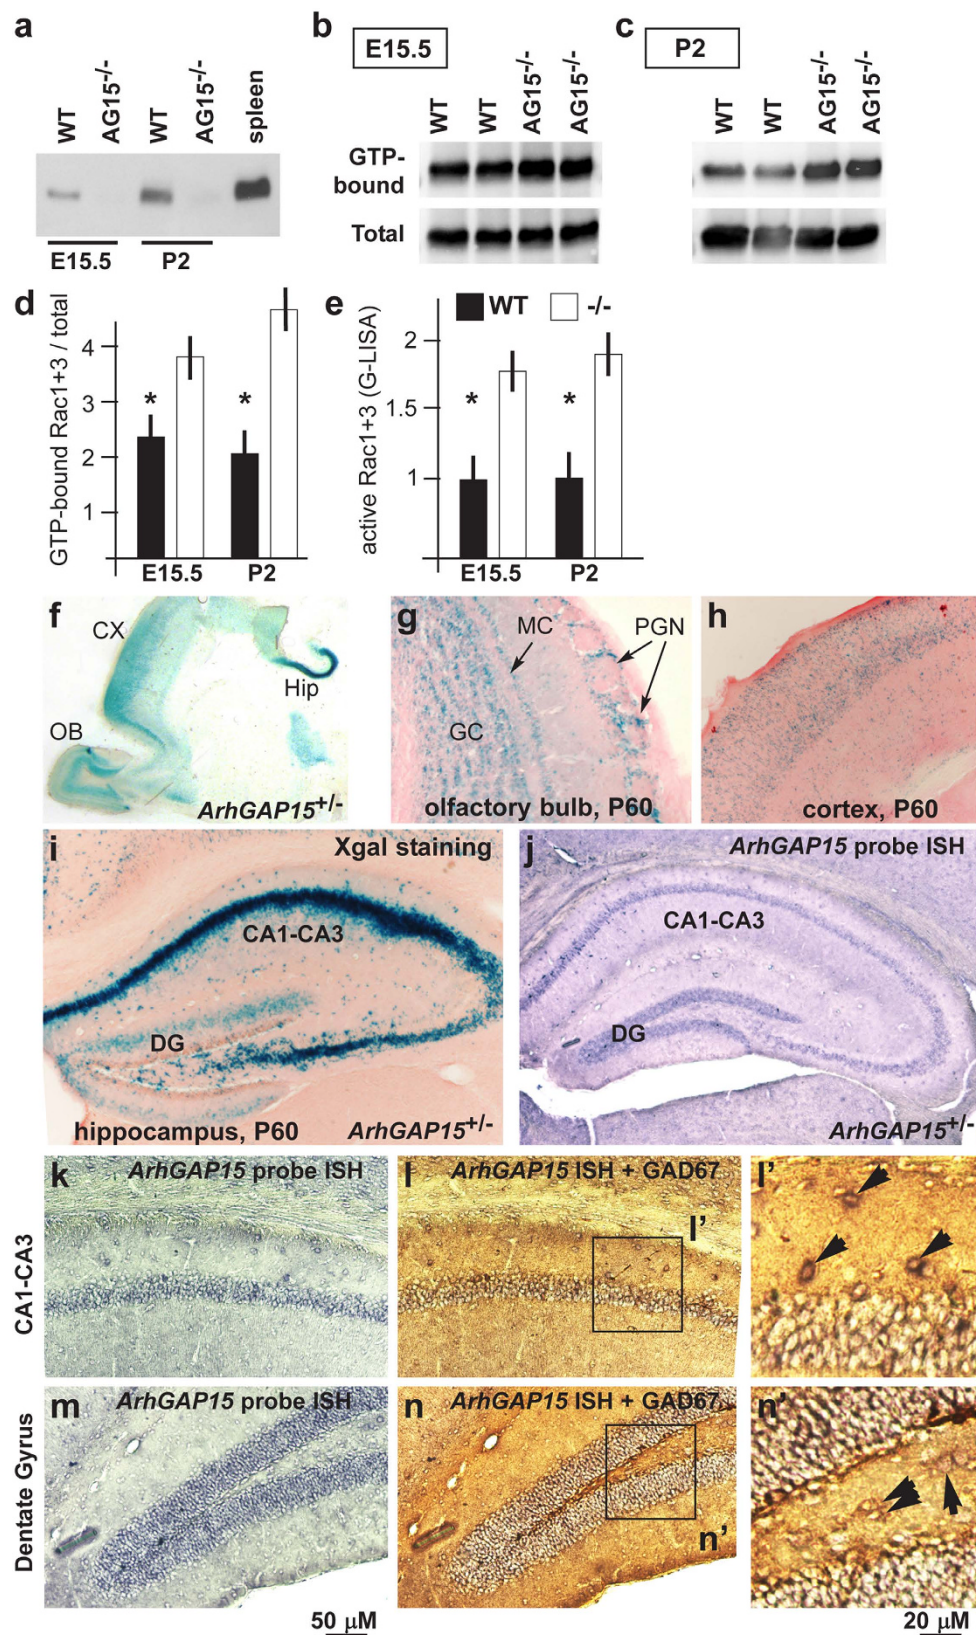 a
WT
AG15-/-
WT
AG15-/-
spleen
E15.5
P2
b
E15.5
WT
WT
AG15-/-
AG15-/-
GTP-
bound
Total
c
P2
WT
WT
AG15-/-
AG15-/-
d
GTP-bound Rac1+3 / total
4
3
2
1
*
*
E15.5
P2
e
WT
-/-
active Rac1+3 (G-LISA)
2
1.5
1
*
*
E15.5
P2
f
CX
Hip
OB
ArhGAP15+/-
g
MC
PGN
GC
olfactory bulb, P60
h
cortex, P60
i
Xgal staining
CA1-CA3
DG
hippocampus, P60
ArhGAP15+/-
j
ArhGAP15 probe ISH
CA1-CA3
DG
ArhGAP15+/-
CA1-CA3
k
ArhGAP15 probe ISH
l
ArhGAP15 ISH + GAD67
l'
l'
Dentate Gyrus
m
ArhGAP15 probe ISH
n
ArhGAP15 ISH + GAD67
n'
n'
50 µM
20 µM